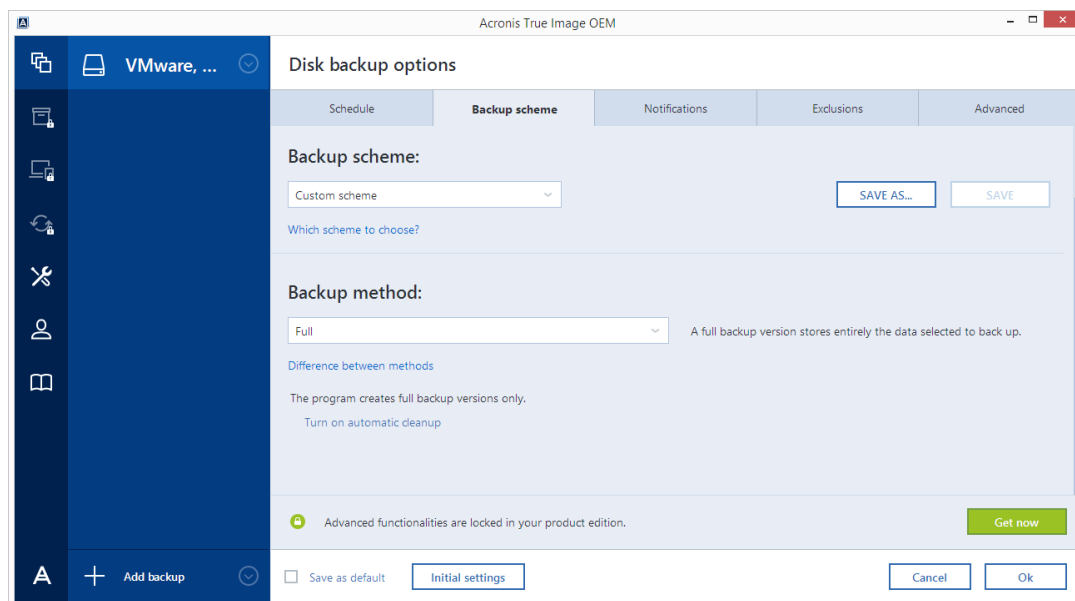 Acronis True Image OEM
VMware, ...
Disk backup options
Schedule
Backup scheme
Notifications
Exclusions
Advanced
Backup scheme:
Custom scheme
SAVE AS...
SAVE
Which scheme to choose?
Backup method:
Full
A full backup version stores entirely the data selected to back up.
Difference between methods
The program creates full backup versions only.
Turn on automatic cleanup
Advanced functionalities are locked in your product edition.
Get now
Add backup
Save as default
Initial settings
Cancel
Ok